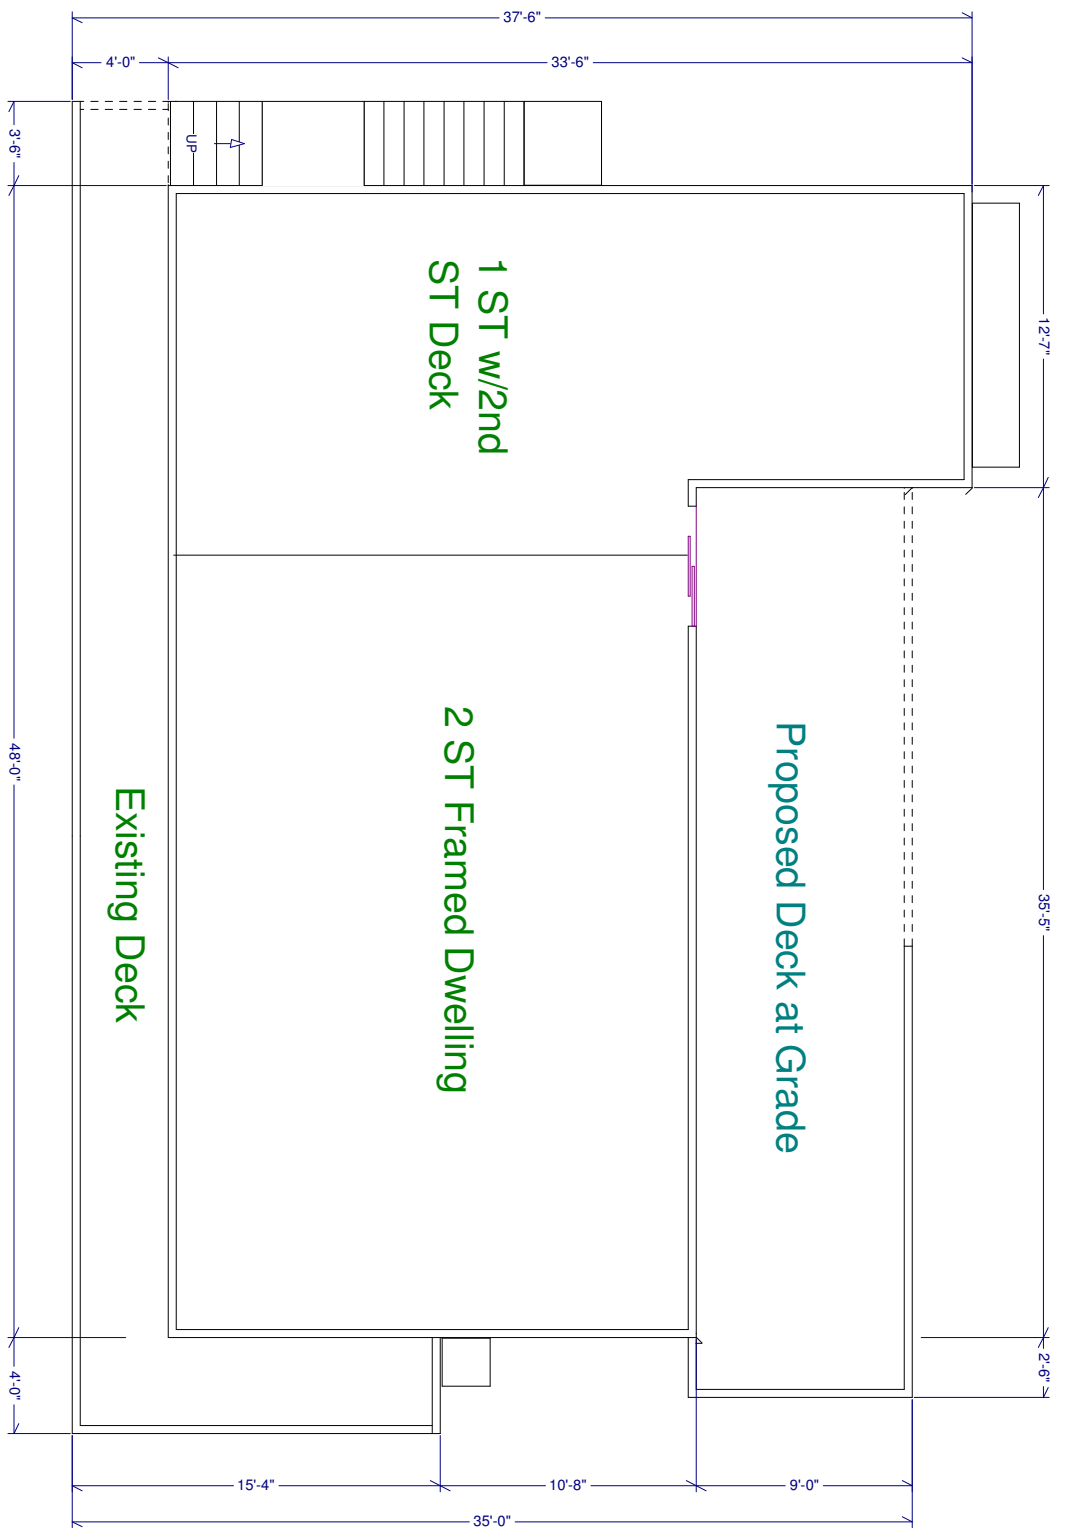 37'-6"
4'-0"
33'-6"
3'-6"
UP
1 ST w/2nd
ST Deck
12'-7"
48'-0"
Existing Deck
2 ST Framed Dwelling
Proposed Deck at Grade
35'-5"
4'-0"
2'-6"
15'-4"
10'-8"
9'-0"
35'-0"